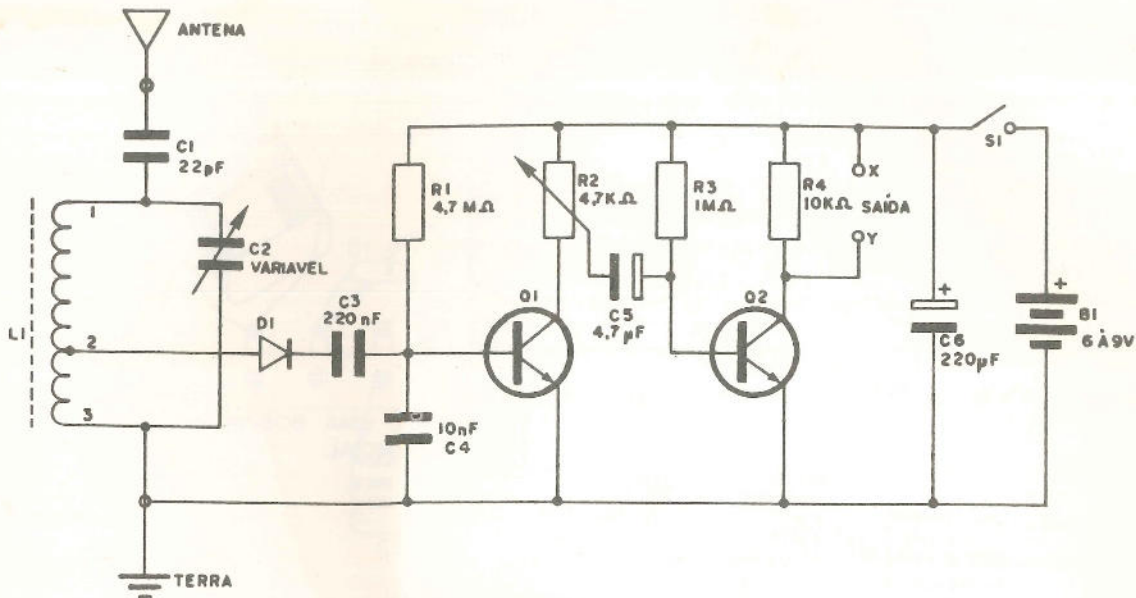 ANTENA
C1
22pF
L1
1
2
3
C2
VARIAVEL
D1
C3
220nF
10nF
C4
R1
4,7MΩ
Q1
R2
4,7KΩ
C5
4,7µF
R3
1MΩ
Q2
R4
10KΩ
X
SAÍDA
Y
S1
+
C6
220µF
+
B1
6 À 9V
TERRA